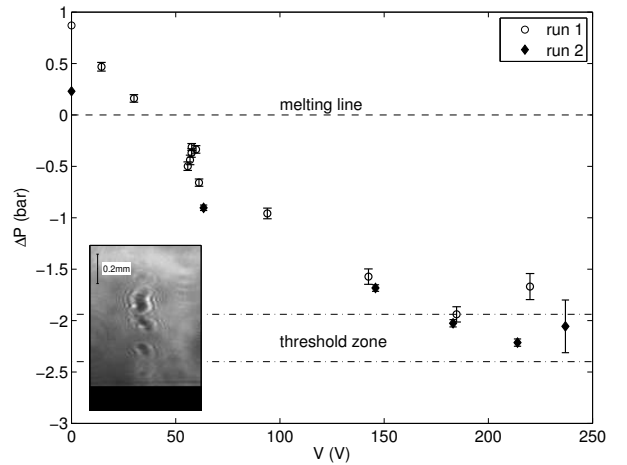 1
0.5
0
−0.5
−1
−1.5
−2
−2.5
−3
ΔP (bar)
run 1
run 2
melting line
threshold zone
0.2mm
0 50 100 150 200 250
V (V)